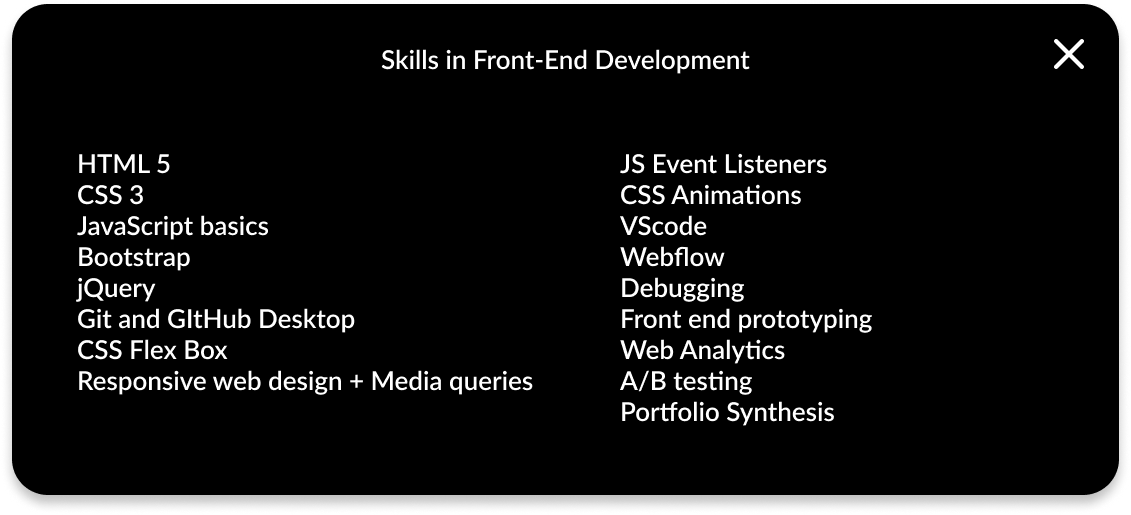 Skills in Front-End Development
HTML 5
CSS 3
JavaScript basics
Bootstrap
jQuery
Git and GItHub Desktop
CSS Flex Box
Responsive web design + Media queries
JS Event Listeners
CSS Animations
VScode
Webflow
Debugging
Front end prototyping
Web Analytics
A/B testing
Portfolio Synthesis